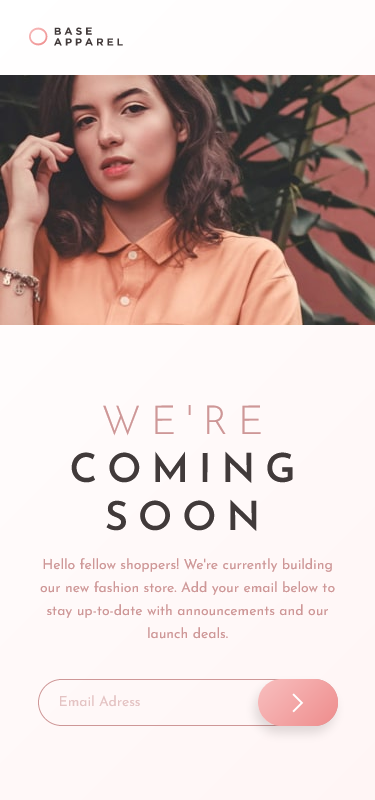 BASE
APPAREL
WE'RE
COMING
SOON
Hello fellow shoppers! We're currently building
our new fashion store. Add your email below to
stay up-to-date with announcements and our
launch deals.
Email Adress